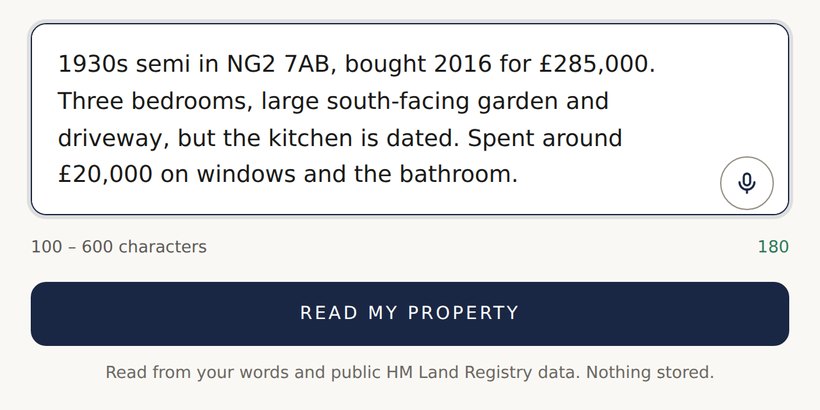 1930s semi in NG2 7AB, bought 2016 for £285,000.
Three bedrooms, large south-facing garden and
driveway, but the kitchen is dated. Spent around
£20,000 on windows and the bathroom.
100 – 600 characters
180
READ MY PROPERTY
Read from your words and public HM Land Registry data. Nothing stored.